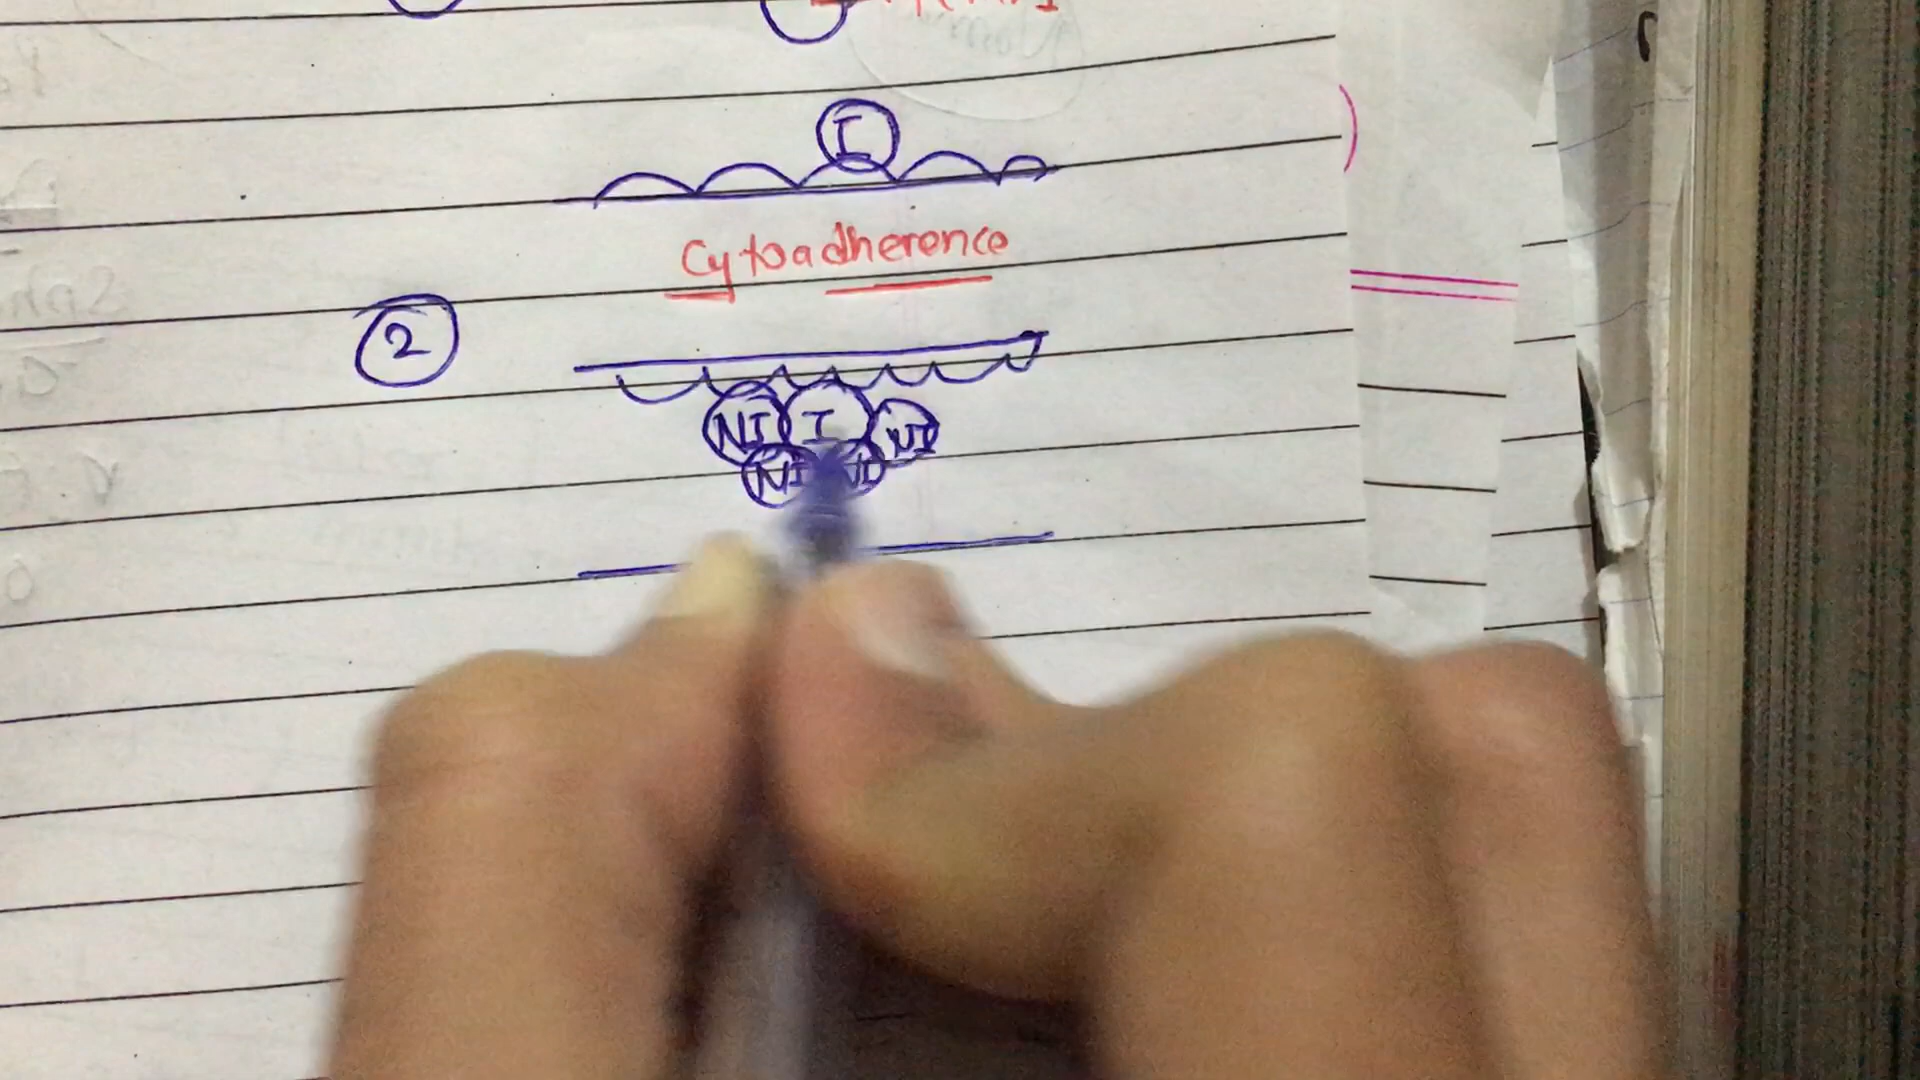 I
Cytoadherence
2
NI I NI
NI NI